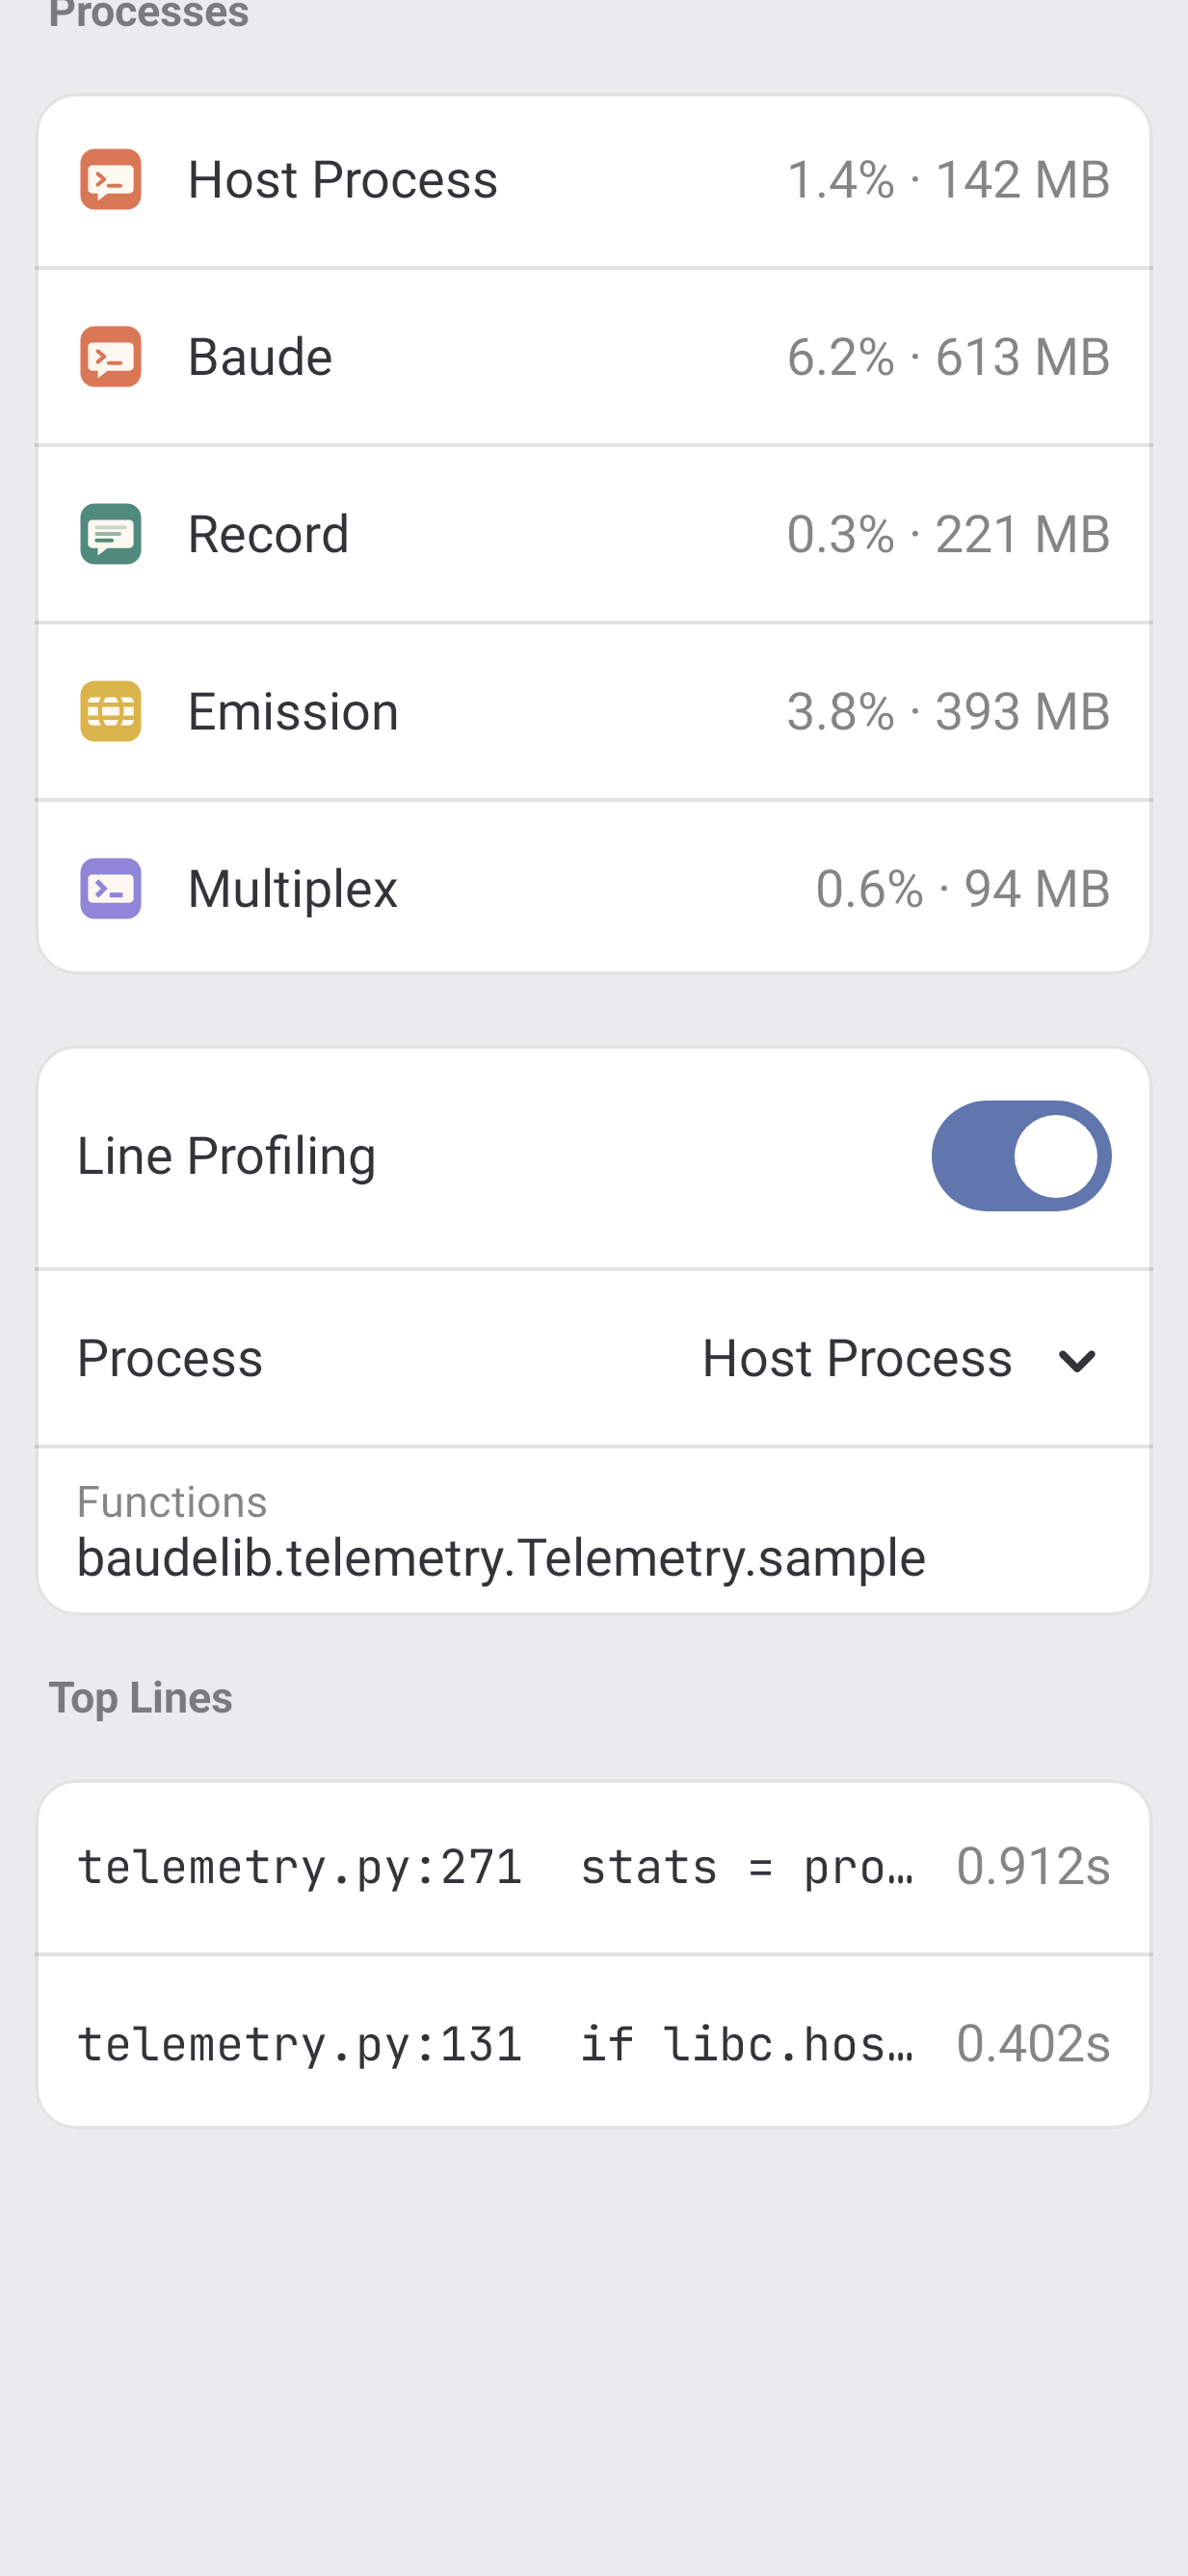 Processes
Host Process 1.4% · 142 MB
Baude 6.2% · 613 MB
Record 0.3% · 221 MB
Emission 3.8% · 393 MB
Multiplex 0.6% · 94 MB
Line Profiling
Process Host Process
Functions
baudelib.telemetry.Telemetry.sample
Top Lines
telemetry.py:271 stats = pro… 0.912s
telemetry.py:131 if libc.hos… 0.402s